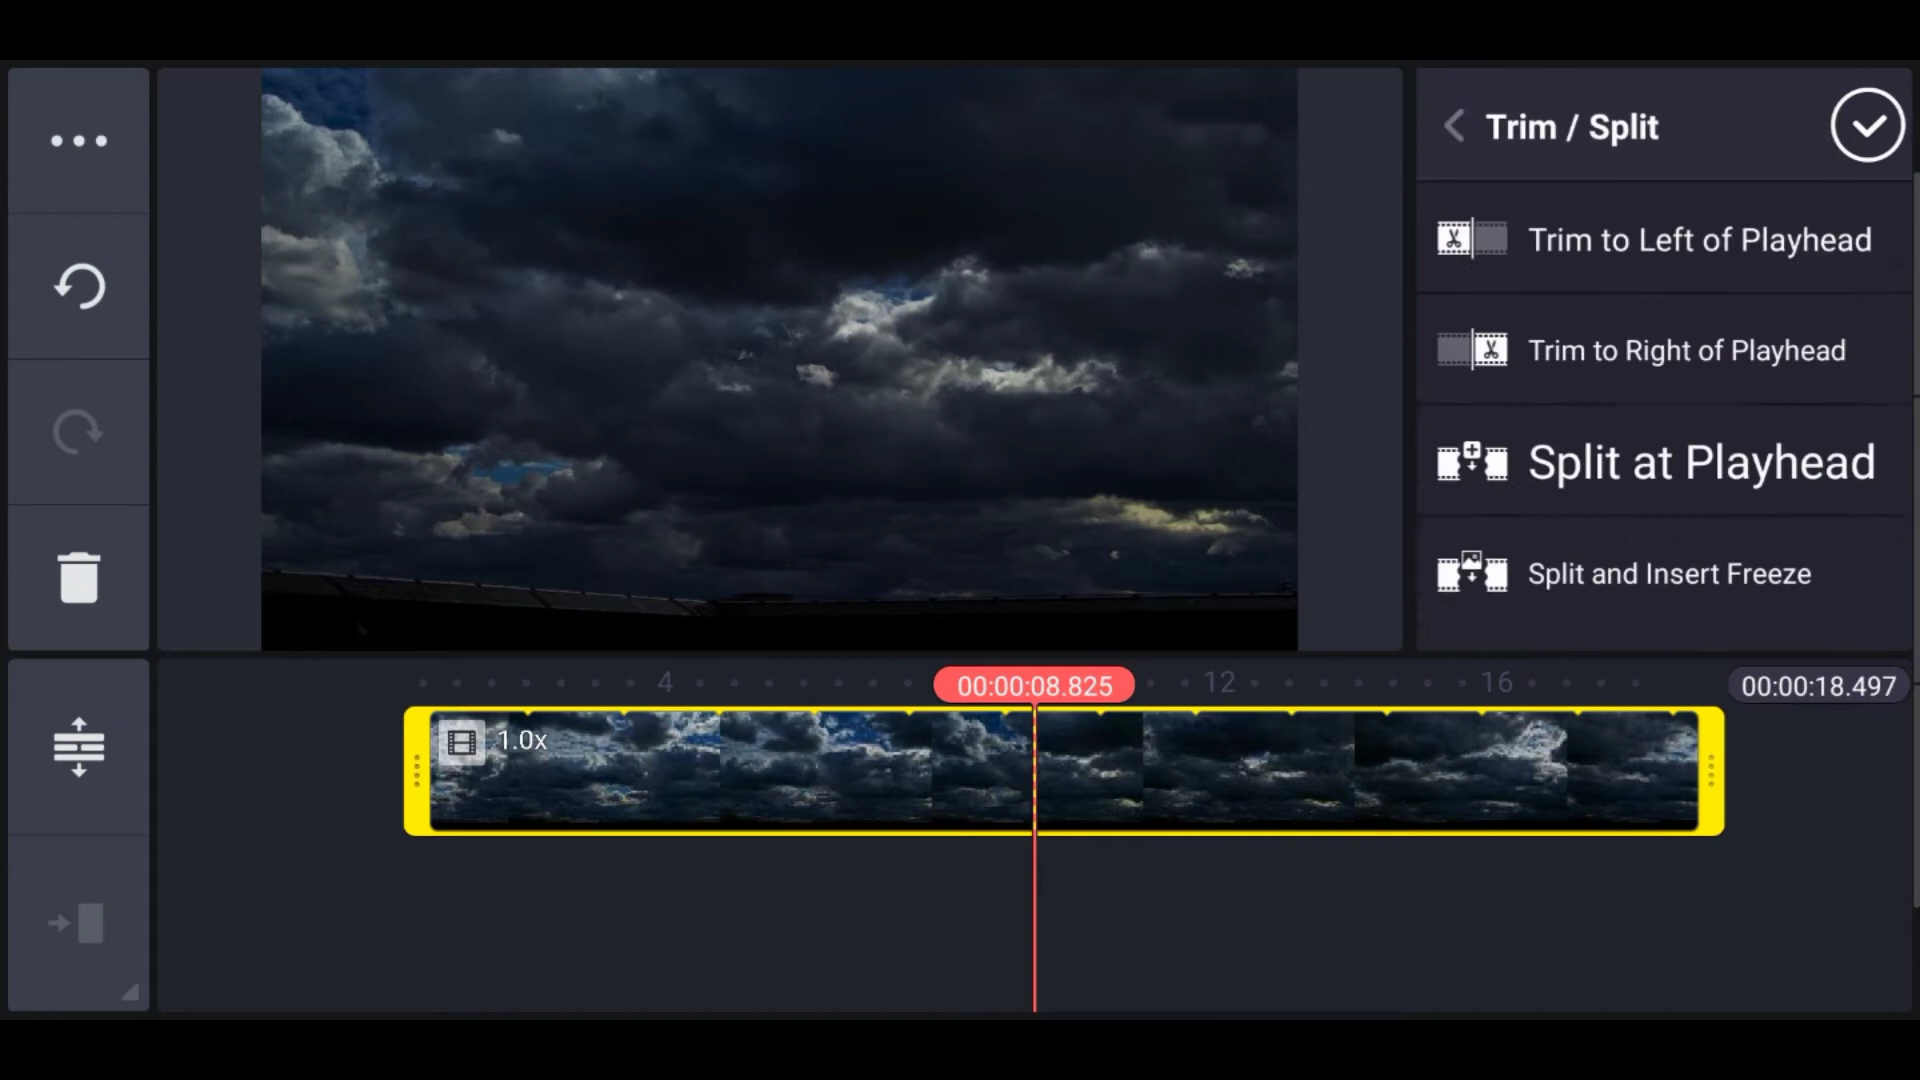 Trim / Split
Trim to Left of Playhead
Trim to Right of Playhead
Split at Playhead
Split and Insert Freeze
4
00:00:08.825
12
16
00:00:18.497
1.0x